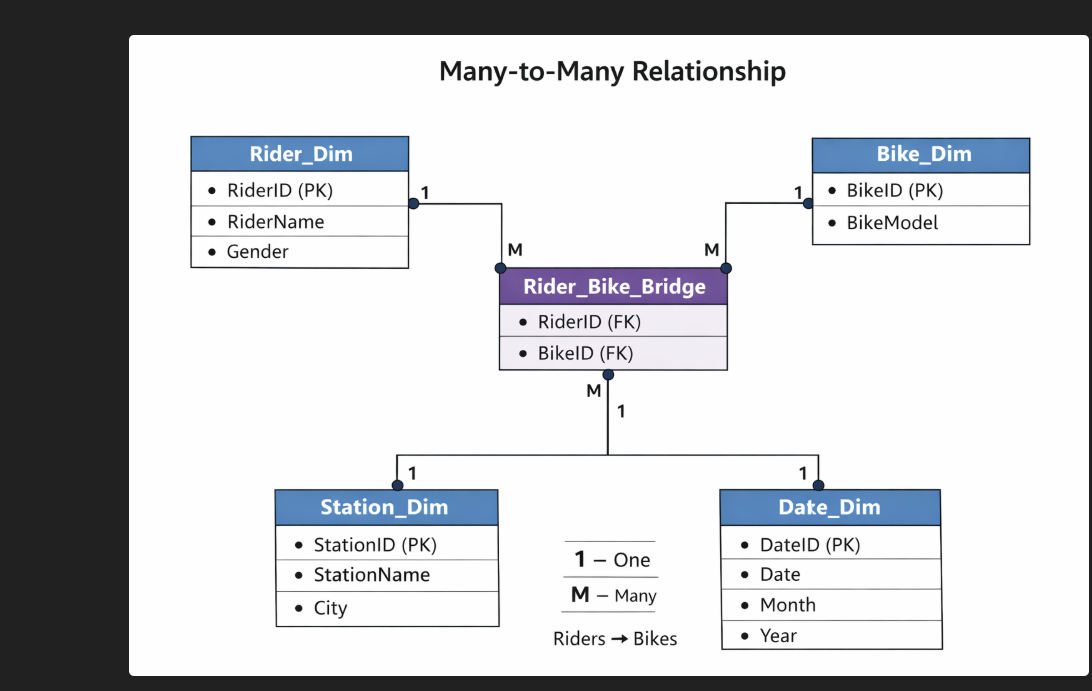 Many-to-Many Relationship
Rider_Dim
• RiderID (PK)
• RiderName
• Gender
1
M
Bike_Dim
• BikeID (PK)
• BikeModel
1
M
Rider_Bike_Bridge
• RiderID (FK)
• BikeID (FK)
M
1
1
Station_Dim
• StationID (PK)
• StationName
• City
1 – One
M – Many
Riders → Bikes
1
Date_Dim
• DateID (PK)
• Date
• Month
• Year